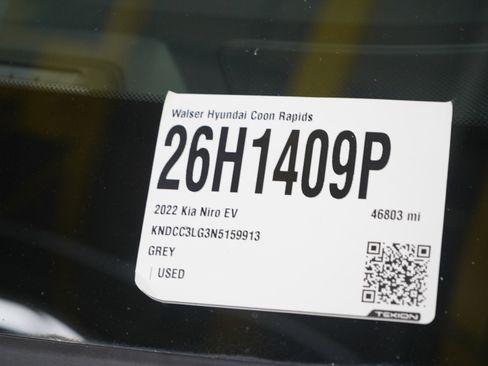 Walser Hyundai Coon Rapids
26H1409P
2022 Kia Niro EV 46803 mi
KNDCC3LG3N5159913
GREY
USED
TEKION